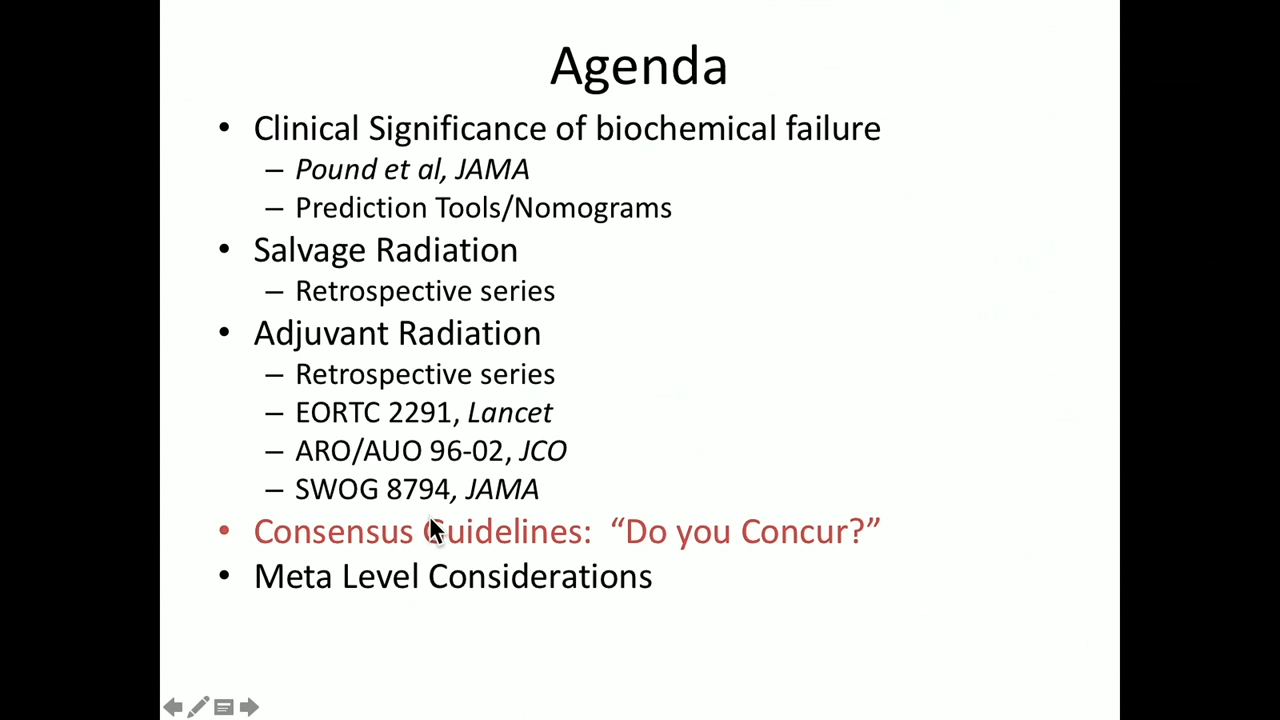 Agenda
• Clinical Significance of biochemical failure
– Pound et al, JAMA
– Prediction Tools/Nomograms
• Salvage Radiation
– Retrospective series
• Adjuvant Radiation
– Retrospective series
– EORTC 2291, Lancet
– ARO/AUO 96-02, JCO
– SWOG 8794, JAMA
• Consensus Guidelines: “Do you Concur?”
• Meta Level Considerations